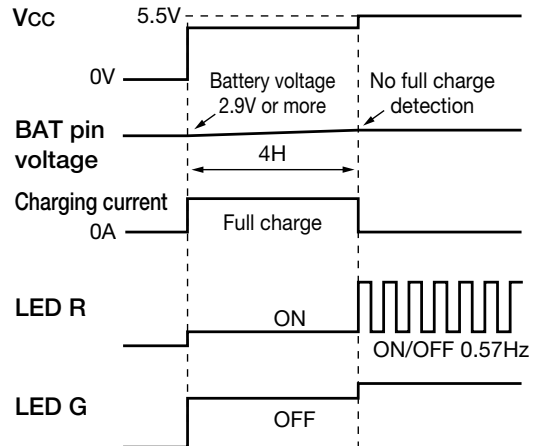 VCC 5.5V
0V
Battery voltage
2.9V or more
No full charge
detection
BAT pin
voltage
4H
Charging current
0A
Full charge
LED R
ON
ON/OFF 0.57Hz
LED G
OFF